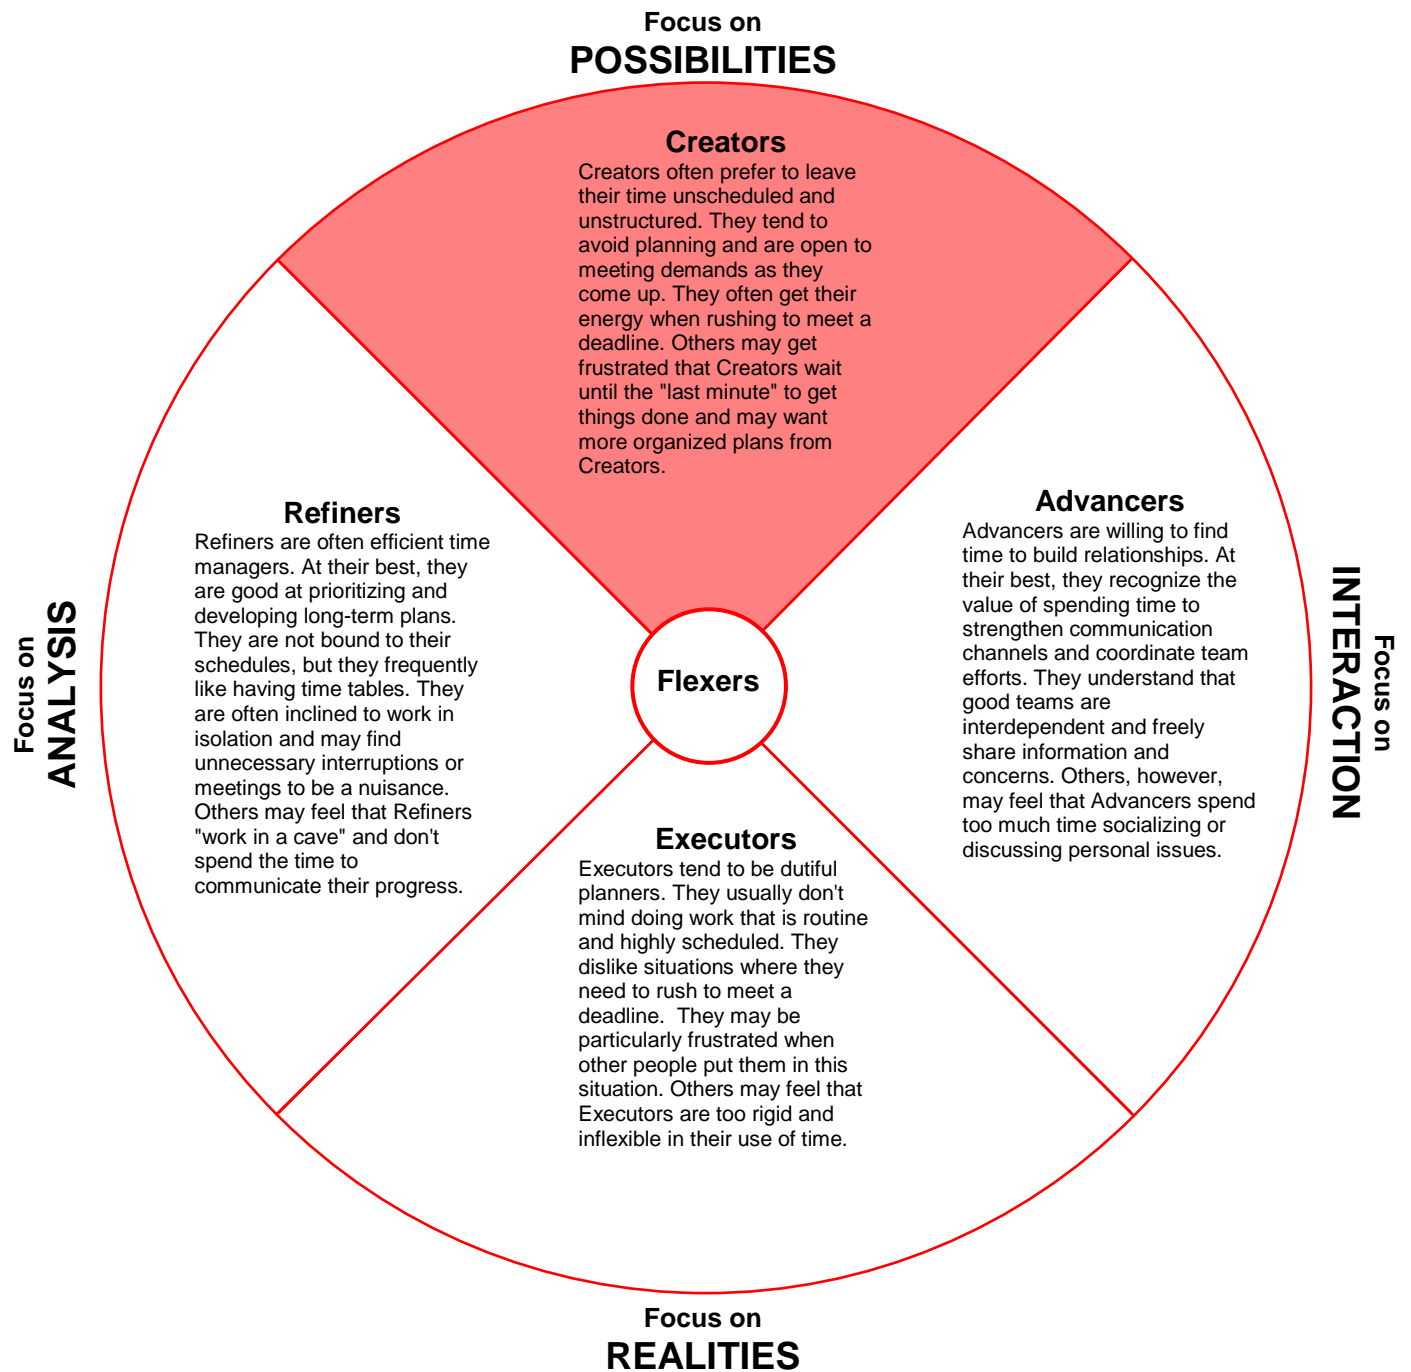 Focus on
POSSIBILITIES
Creators
Creators often prefer to leave
their time unscheduled and
unstructured. They tend to
avoid planning and are open to
meeting demands as they
come up. They often get their
energy when rushing to meet a
deadline. Others may get
frustrated that Creators wait
until the "last minute" to get
things done and may want
more organized plans from
Creators.
Focus on
ANALYSIS
Refiners
Refiners are often efficient time
managers. At their best, they
are good at prioritizing and
developing long-term plans.
They are not bound to their
schedules, but they frequently
like having time tables. They
are often inclined to work in
isolation and may find
unnecessary interruptions or
meetings to be a nuisance.
Others may feel that Refiners
"work in a cave" and don't
spend the time to
communicate their progress.
Flexers
Advancers
Advancers are willing to find
time to build relationships. At
their best, they recognize the
value of spending time to
strengthen communication
channels and coordinate team
efforts. They understand that
good teams are
interdependent and freely
share information and
concerns. Others, however,
may feel that Advancers spend
too much time socializing or
discussing personal issues.
Focus on
INTERACTION
Executors
Executors tend to be dutiful
planners. They usually don't
mind doing work that is routine
and highly scheduled. They
dislike situations where they
need to rush to meet a
deadline.  They may be
particularly frustrated when
other people put them in this
situation. Others may feel that
Executors are too rigid and
inflexible in their use of time.
Focus on
REALITIES